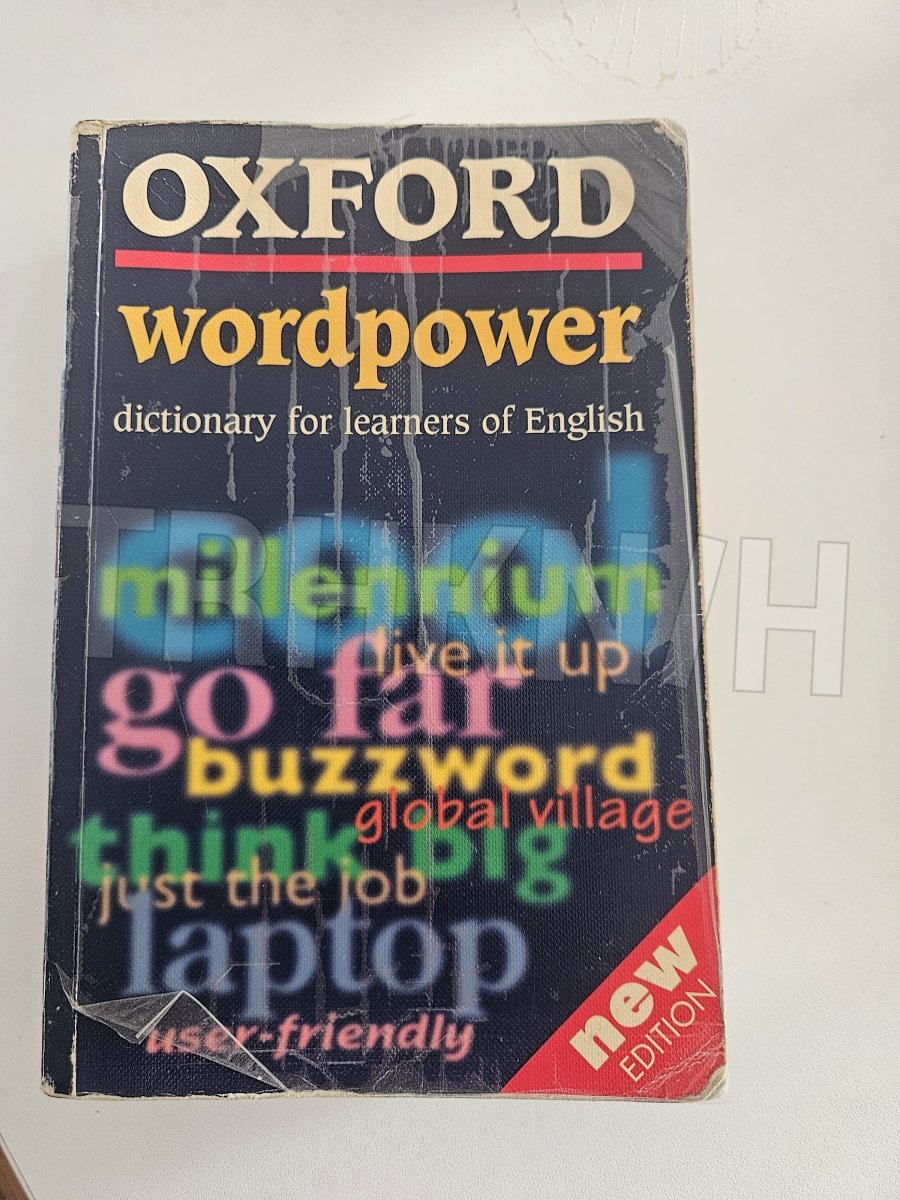 OXFORD
wordpower
dictionary for learners of English
cool
millennium
live it up
go far
buzzword
global village
think big
just the job
laptop
user-friendly
new
EDITION